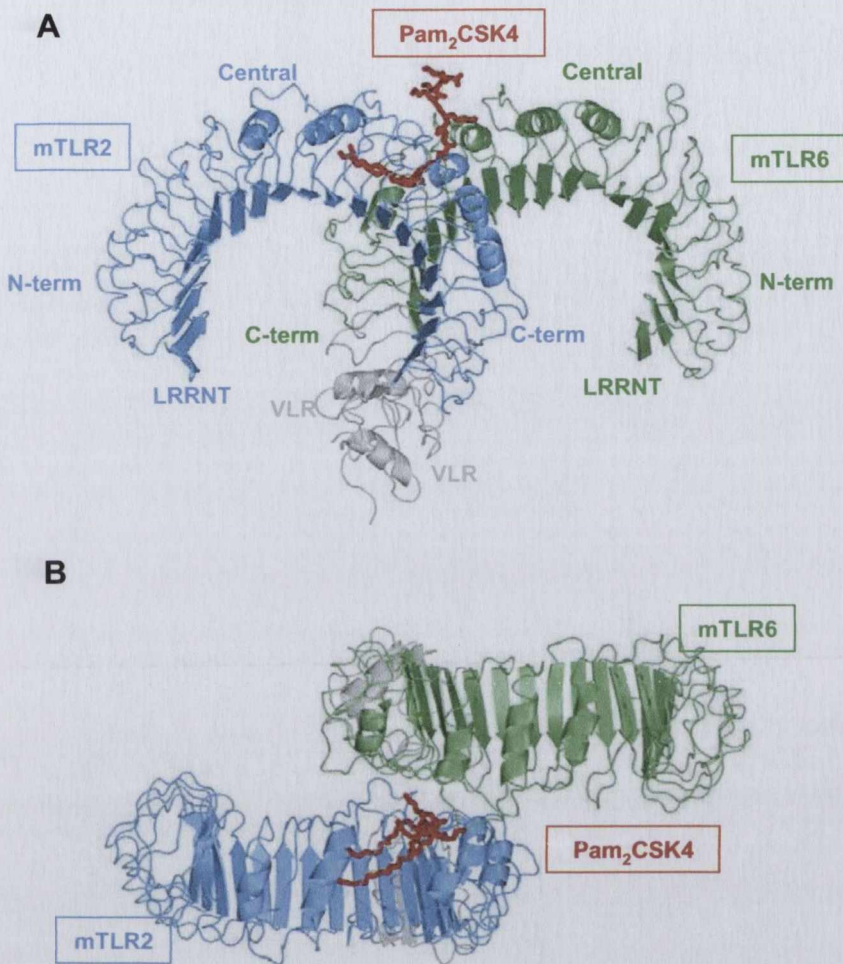 A
Pam₂CSK4
Central
Central
mTLR2
mTLR6
N-term
N-term
C-term
C-term
LRRNT
LRRNT
VLR
VLR
B
mTLR6
Pam₂CSK4
mTLR2